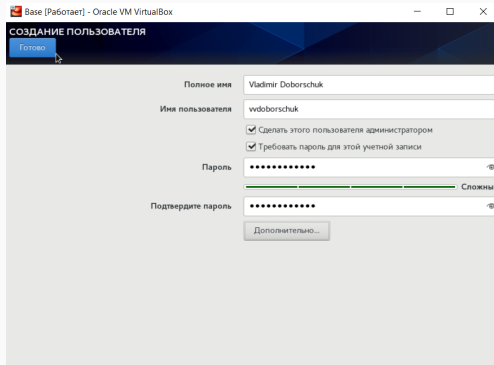 Base [Работает] - Oracle VM VirtualBox
СОЗДАНИЕ ПОЛЬЗОВАТЕЛЯ
Готово
Полное имя
Vladimir Doborschuk
Имя пользователя
vvdoborschuk
Сделать этого пользователя администратором
Требовать пароль для этой учетной записи
Пароль
●●●●●●●●●●●●
Сложны
Подтвердите пароль
●●●●●●●●●●●●
Дополнительно...